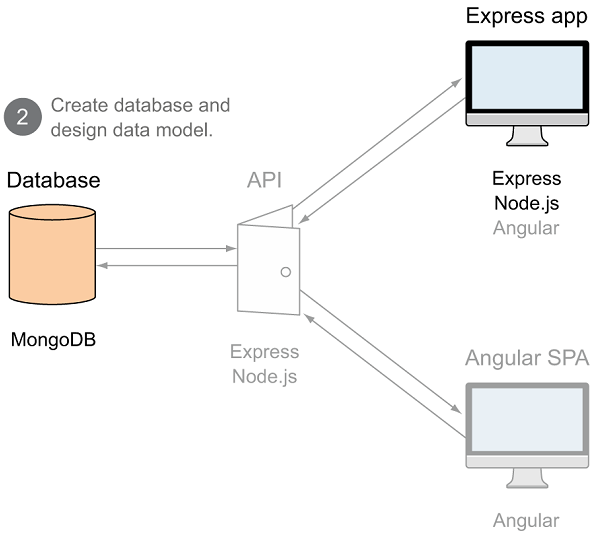 Express app
2
Create database and
design data model.
Database
API
Express
Node.js
Angular
MongoDB
Express
Node.js
Angular SPA
Angular